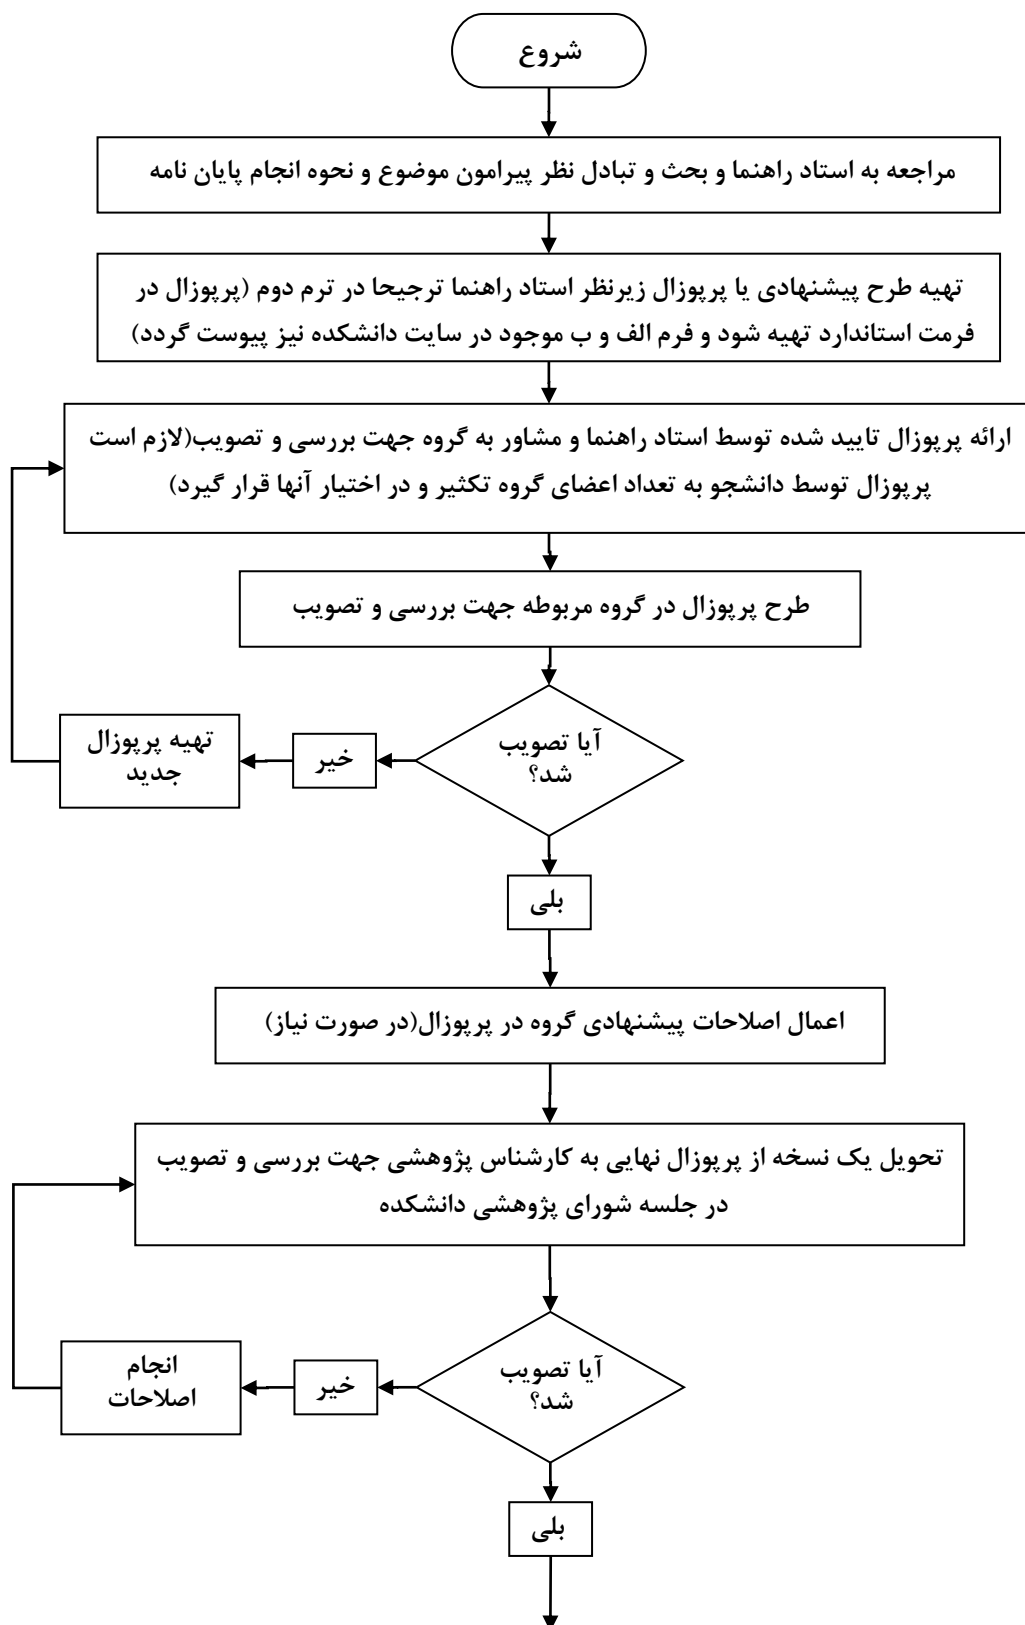 شروع
مراجعه به استاد راهنما و بحث و تبادل نظر پیرامون موضوع و نحوه انجام پایان نامه
تهیه طرح پیشنهادی یا پرپوزال زیرنظر استاد راهنما ترجیحا در ترم دوم (پرپوزال در
فرمت استاندارد تهیه شود و فرم الف و ب موجود در سایت دانشکده نیز پیوست گردد)
ارائه پرپوزال تایید شده توسط استاد راهنما و مشاور به گروه جهت بررسی و تصویب(لازم است
پرپوزال توسط دانشجو به تعداد اعضای گروه تکثیر و در اختیار آنها قرار گیرد)
طرح پرپوزال در گروه مربوطه جهت بررسی و تصویب
آیا تصویب
شد؟
خیر
تهیه پرپوزال
جدید
بلی
اعمال اصلاحات پیشنهادی گروه در پرپوزال(در صورت نیاز)
تحویل یک نسخه از پرپوزال نهایی به کارشناس پژوهشی جهت بررسی و تصویب
در جلسه شورای پژوهشی دانشکده
آیا تصویب
شد؟
خیر
انجام
اصلاحات
بلی